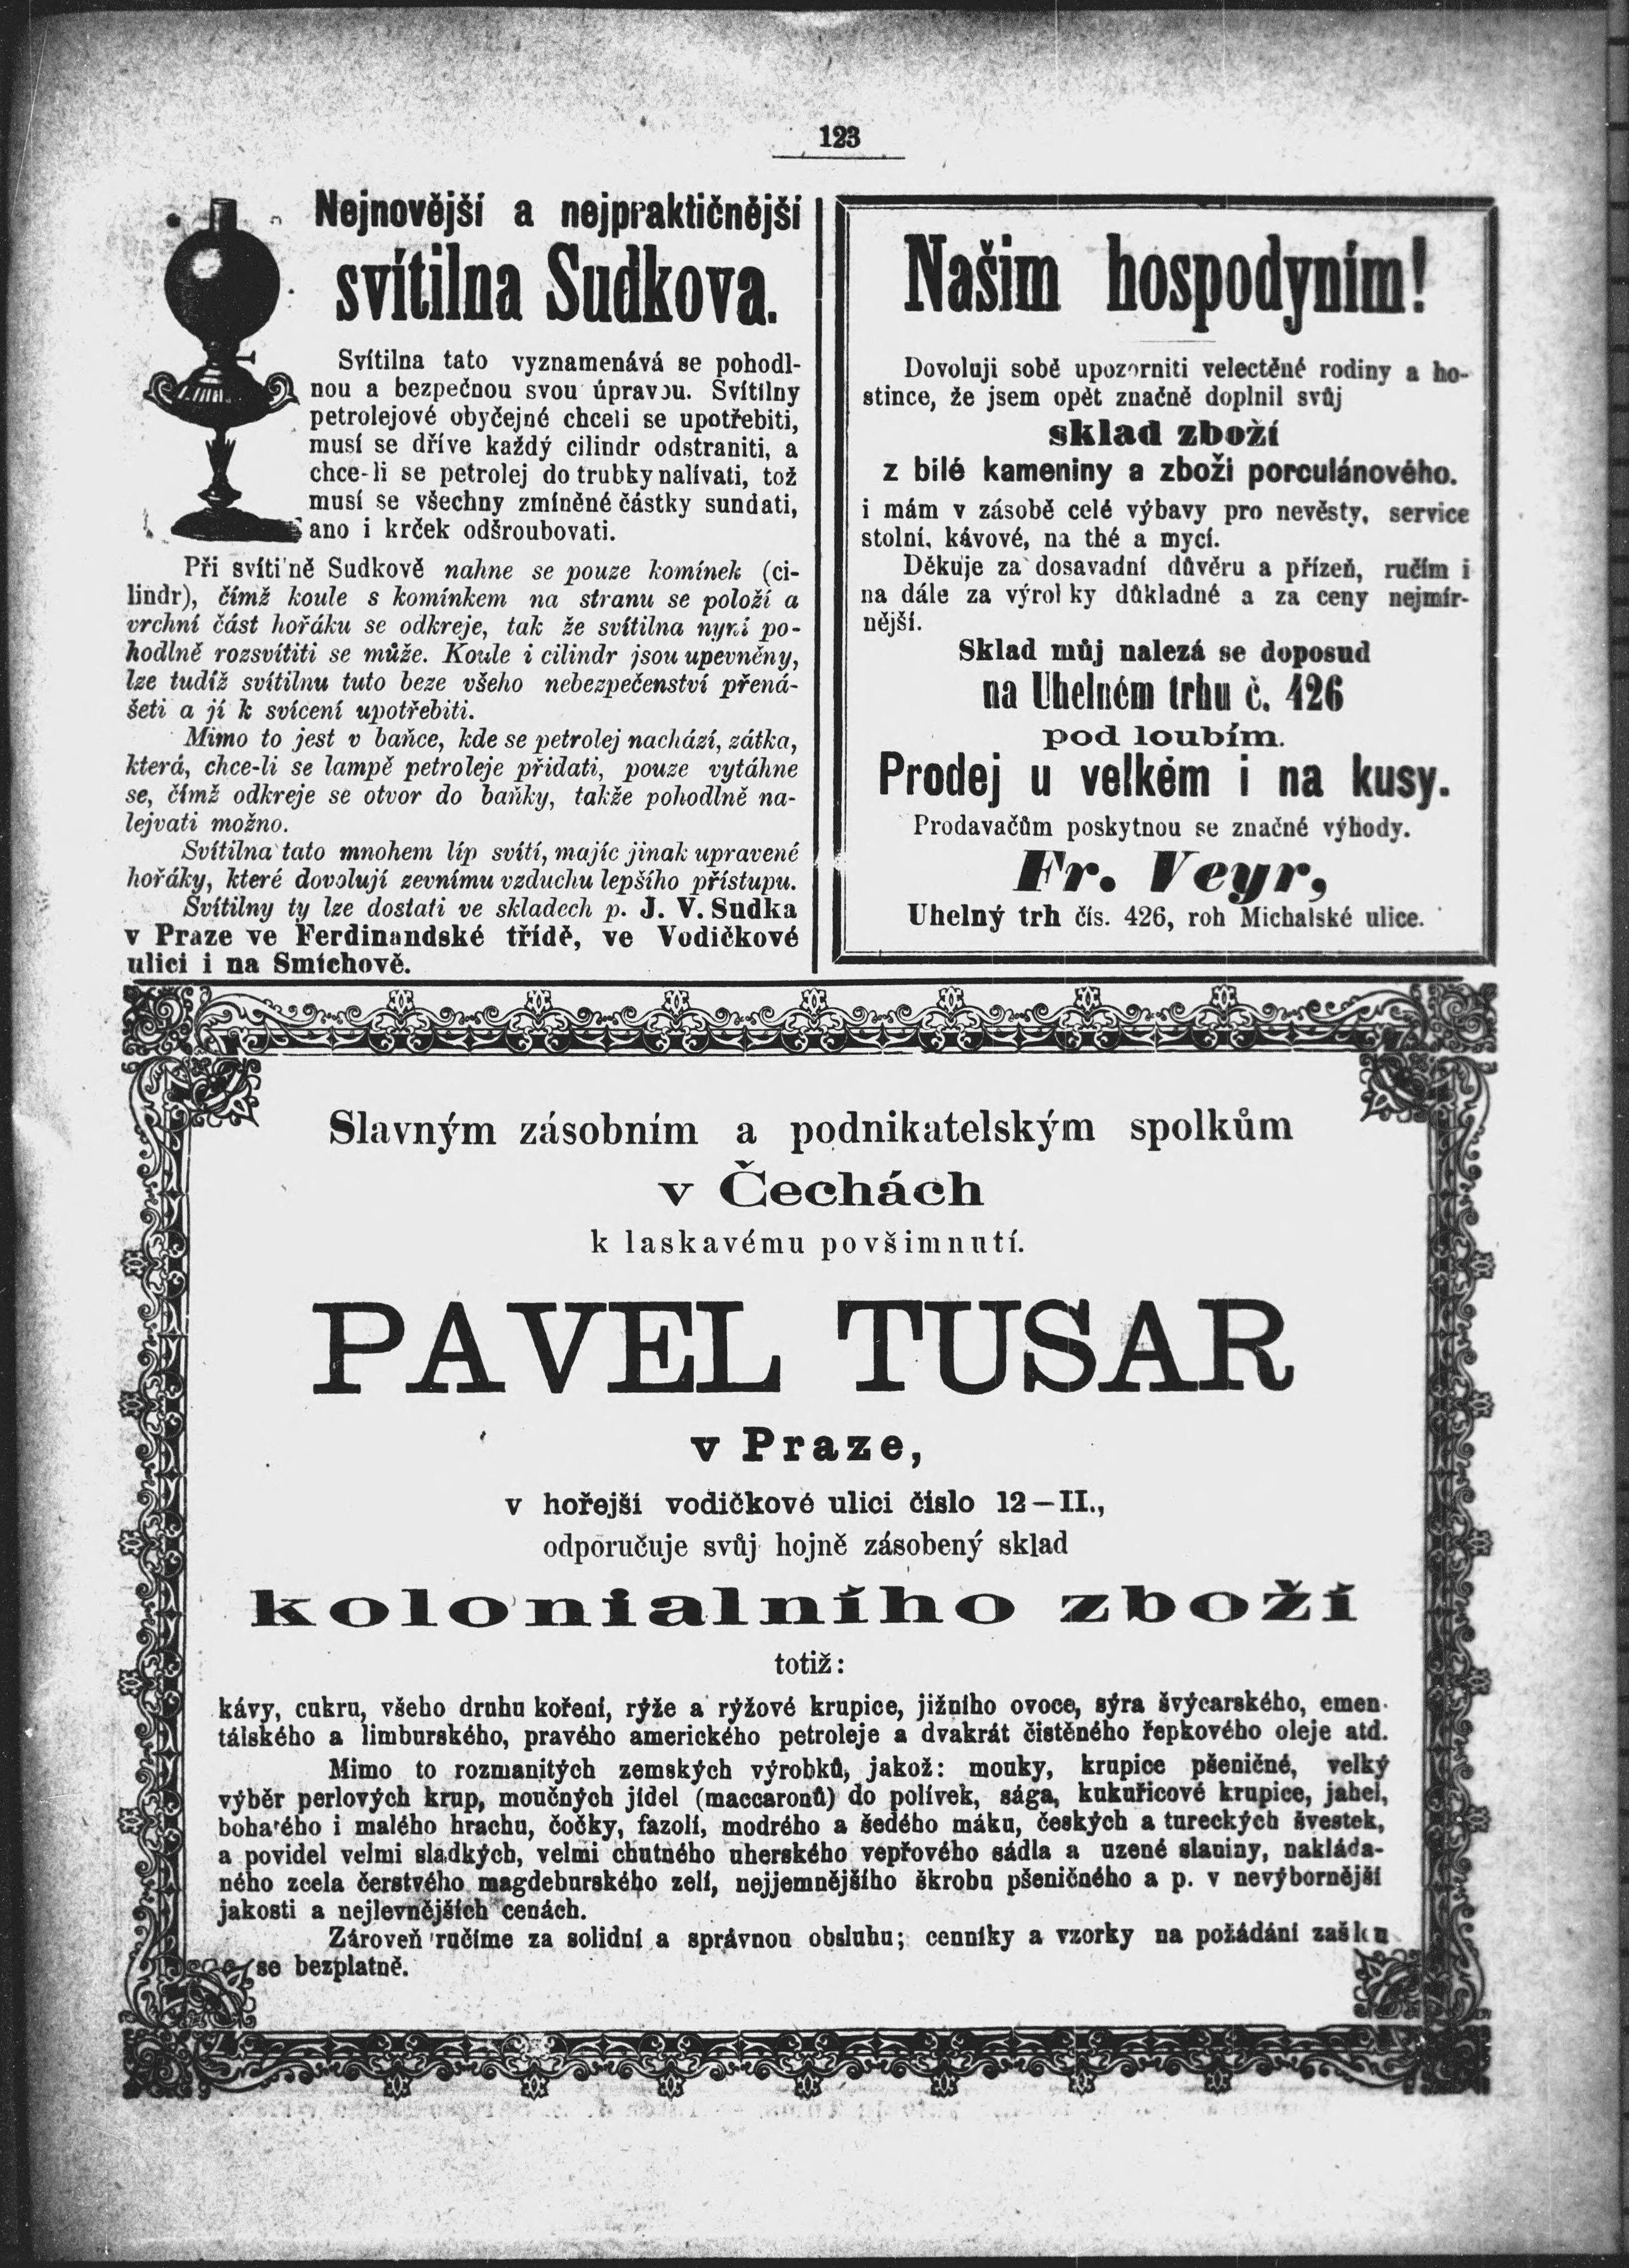 123
Nejnovější a nejpraktičnější
svítilna Sudkova.
Svítilna tato vyznamenává se pohodl-
nou a bezpečnou svou úpravou. Svítilny
petrolejové obyčejné chceli se upotřebiti,
musí se dříve každý cilindr odstraniti, a
chce-li se petrolej do trubky nalívati, tož
musí se všechny zmíněné částky sundati,
ano i krček odšroubovati.
Při svítilně Sudkově nahne se pouze komínek (ci-
lindr), čímž koule s komínkem na stranu se položí a
vrchní část hořáku se odkreje, tak že svítilna nyní po-
hodlně rozsvítiti se může. Koule i cilindr jsou upevněny,
lze tudíž svítilnu tuto beze všeho nebezpečenství přená-
šeti a jí k svícení upotřebiti.
Mimo to jest v baňce, kde se petrolej nachází, zátka,
která, chce-li se lampě petroleje přidati, pouze vytáhne
se, čímž odkreje se otvor do baňky, takže pohodlně na-
lejvati možno.
Svítilna tato mnohem líp svítí, majíc jinak upravené
hořáky, které dovolují zevnímu vzduchu lepšího přístupu.
Svítilny ty lze dostati ve skladech p. J. V. Sudka
v Praze ve Ferdinandské třídě, ve Vodičkové
ulici i na Smíchově.
Našim hospodyním!
Dovoluji sobě upozorniti velectěné rodiny a ho-
stince, že jsem opět značně doplnil svůj
sklad zboží
z bílé kameniny a zboží porculánového.
i mám v zásobě celé výbavy pro nevěsty, service
stolní, kávové, na thé a mycí.
Děkuje za dosavadní důvěru a přízeň, ručím i
na dále za výrobky důkladné a za ceny nejmír-
nější.
Sklad můj nalezá se doposud
na Uhelném trhu č. 426
pod loubím.
Prodej u velkém i na kusy.
Prodavačům poskytnou se značné výhody.
Fr. Veyr,
Uhelný trh čís. 426, roh Michalské ulice.
Slavným zásobním a podnikatelským spolkům
v Čechách
k laskavému povšimnutí.
PAVEL TUSAR
v Praze,
v hořejší vodičkové ulici číslo 12—II.,
odporučuje svůj hojně zásobený sklad
kolonialního zboží
totiž:
kávy, cukru, všeho druhu koření, rýže a rýžové krupice, jižního ovoce, sýra švýcarského, emen-
tálského a limburského, pravého amerického petroleje a dvakrát čistěného řepkového oleje atd.
Mimo to rozmanitých zemských výrobků, jakož: mouky, krupice pšeničné, velký
výběr perlových krup, moučných jídel (maccaronů) do polívek, sága, kukuřicové krupice, jahel,
bohatého i malého hrachu, čočky, fazolí, modrého a šedého máku, českých a tureckých švestek,
a povidel velmi sladkých, velmi chutného uherského vepřového sádla a uzené slaniny, nakláda-
ného zcela čerstvého magdeburského zelí, nejjemnějšího škrobu pšeničného a p. v nevýbornější
jakosti a nejlevnějších cenách.
Zároveň ručíme za solidní a správnou obsluhu; cenníky a vzorky na požádání zašlou
se bezplatně.